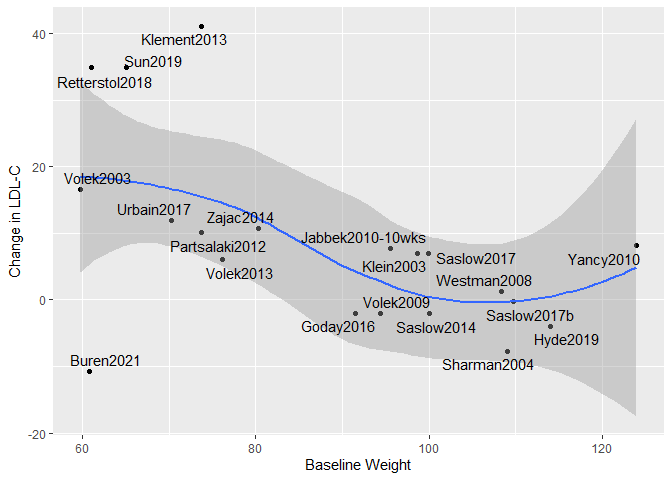 40
Klement2013
Sun2019
Retterstol2018
20
Volek2003
Urbain2017
Zajac2014
Partsalaki2012
Jabbek2010-10wks
Saslow2017
Klein2003
Volek2013
Westman2008
Yancy2010
0
Volek2009
Goday2016
Saslow2014
Saslow2017b
Hyde2019
Buren2021
Sharman2004
-20
60
80
100
120
Baseline Weight
Change in LDL-C